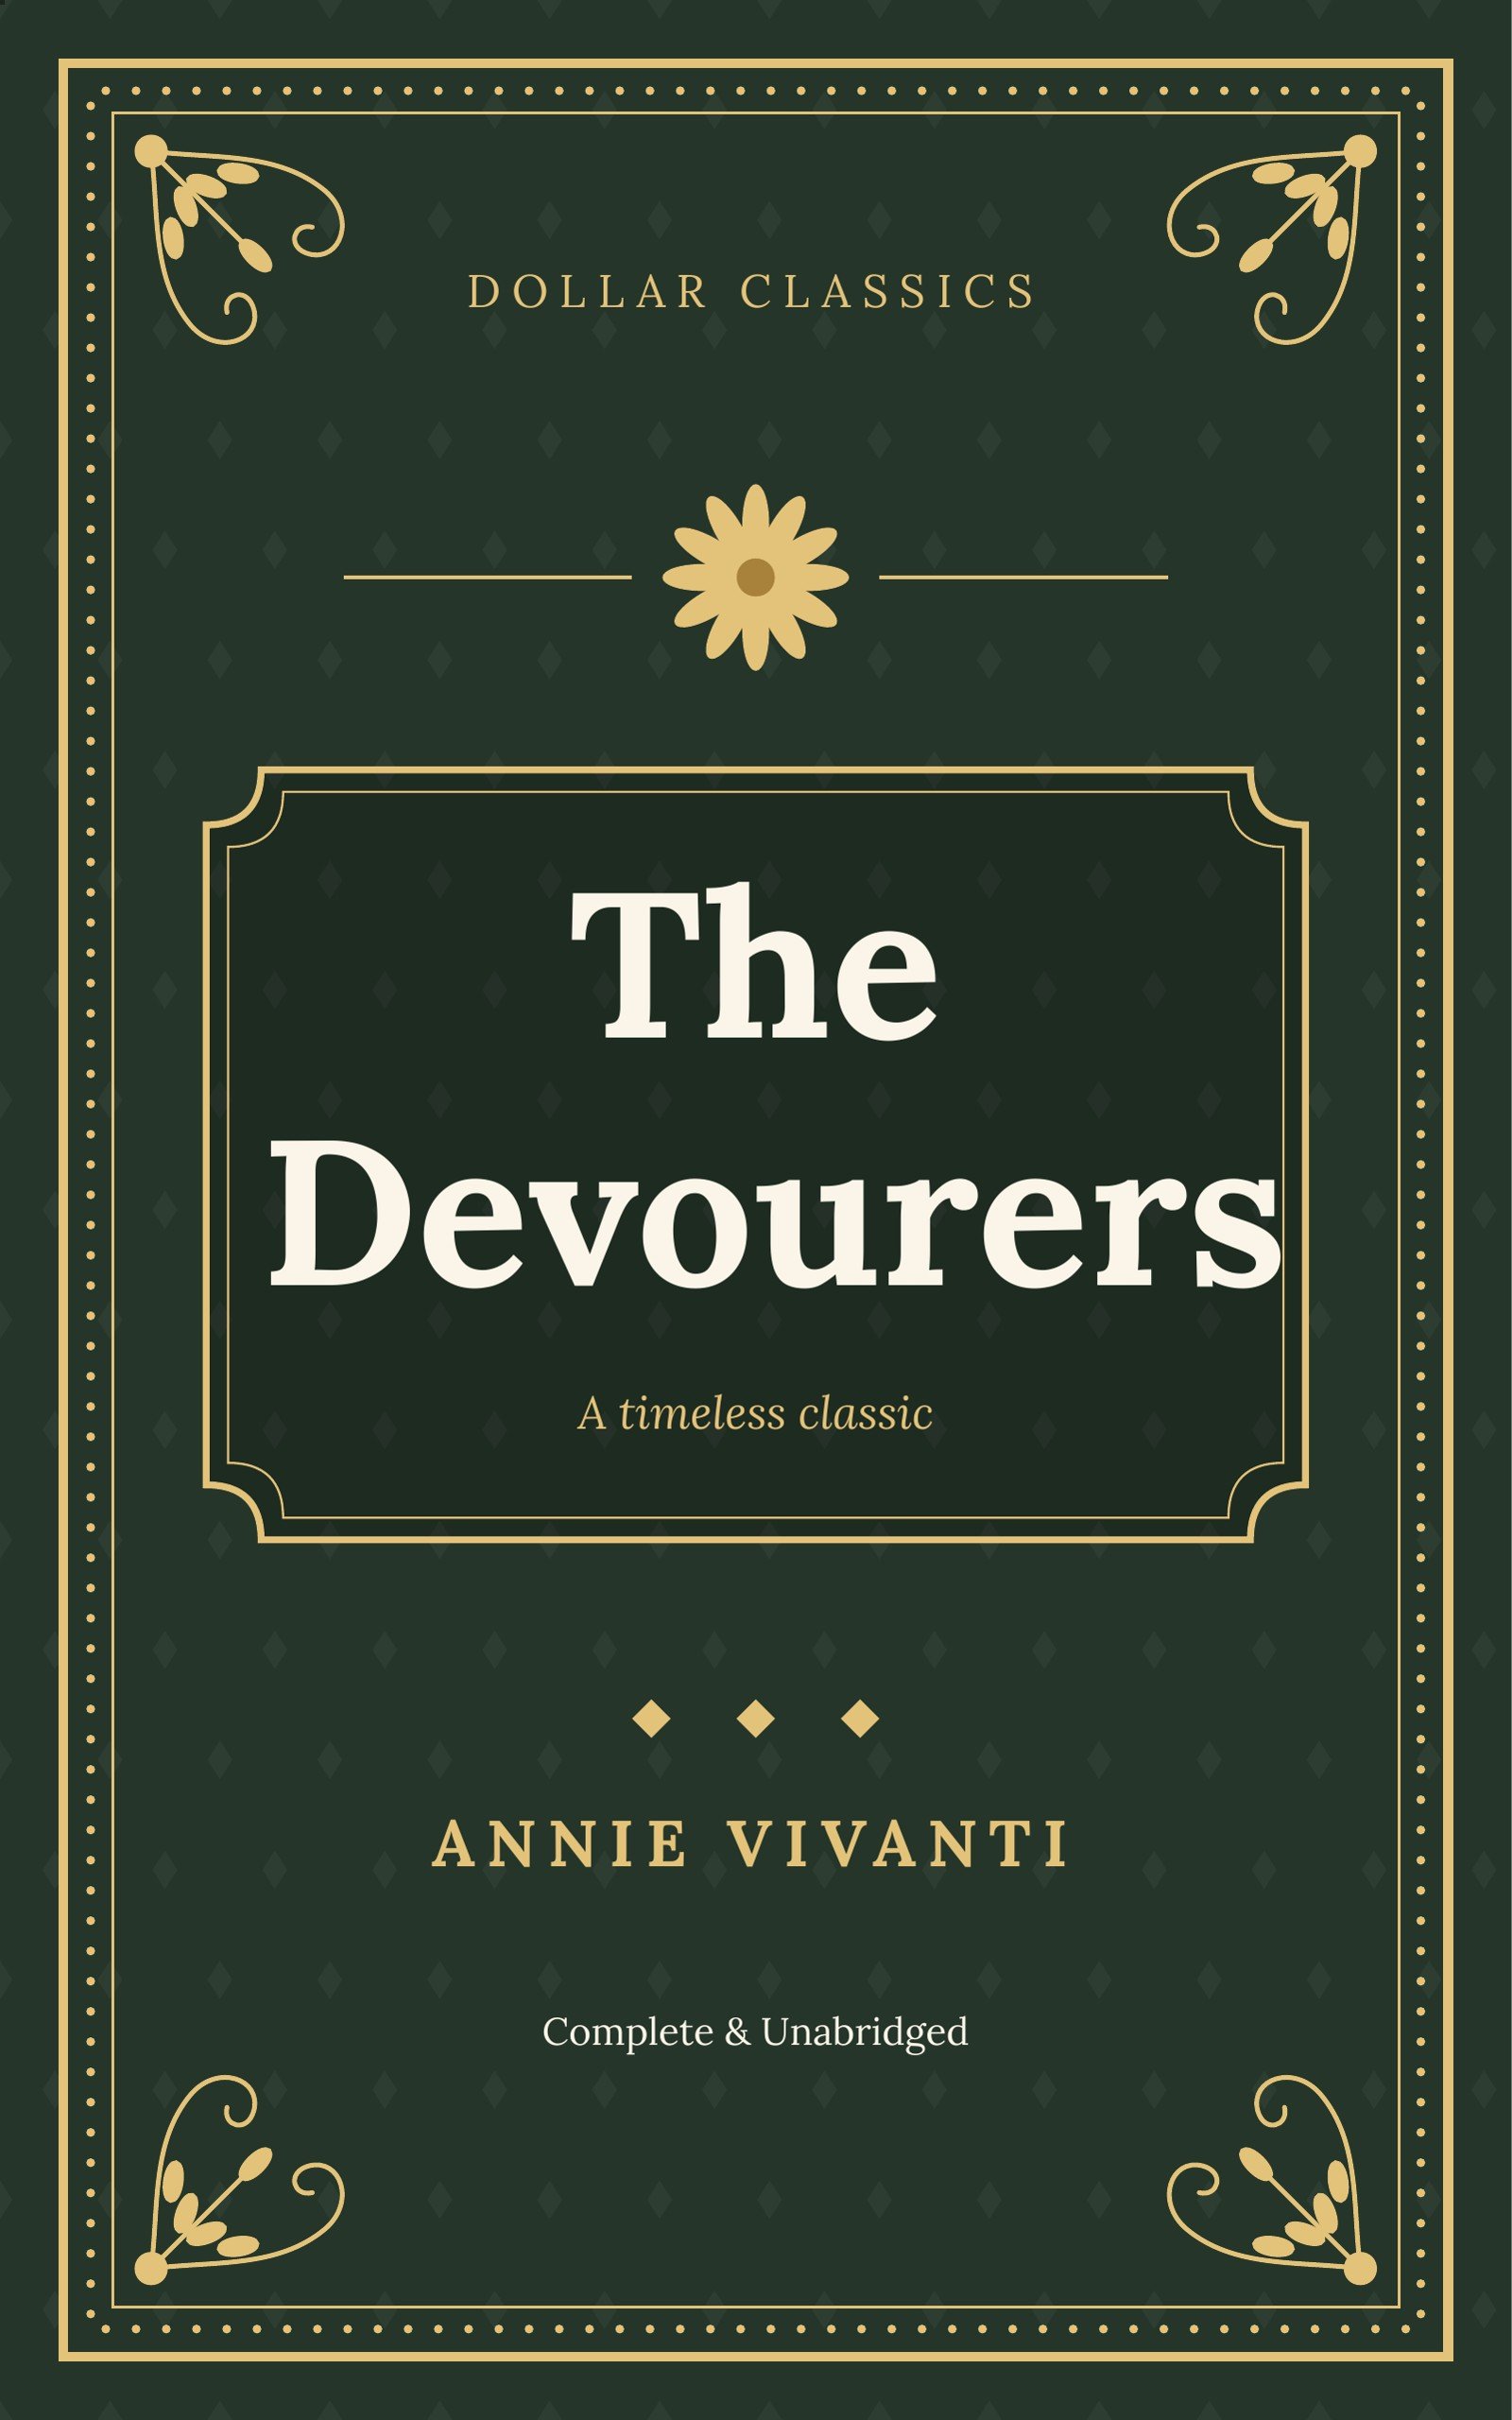 DOLLAR CLASSICS
The
Devourers
A timeless classic
ANNIE VIVANTI
Complete & Unabridged